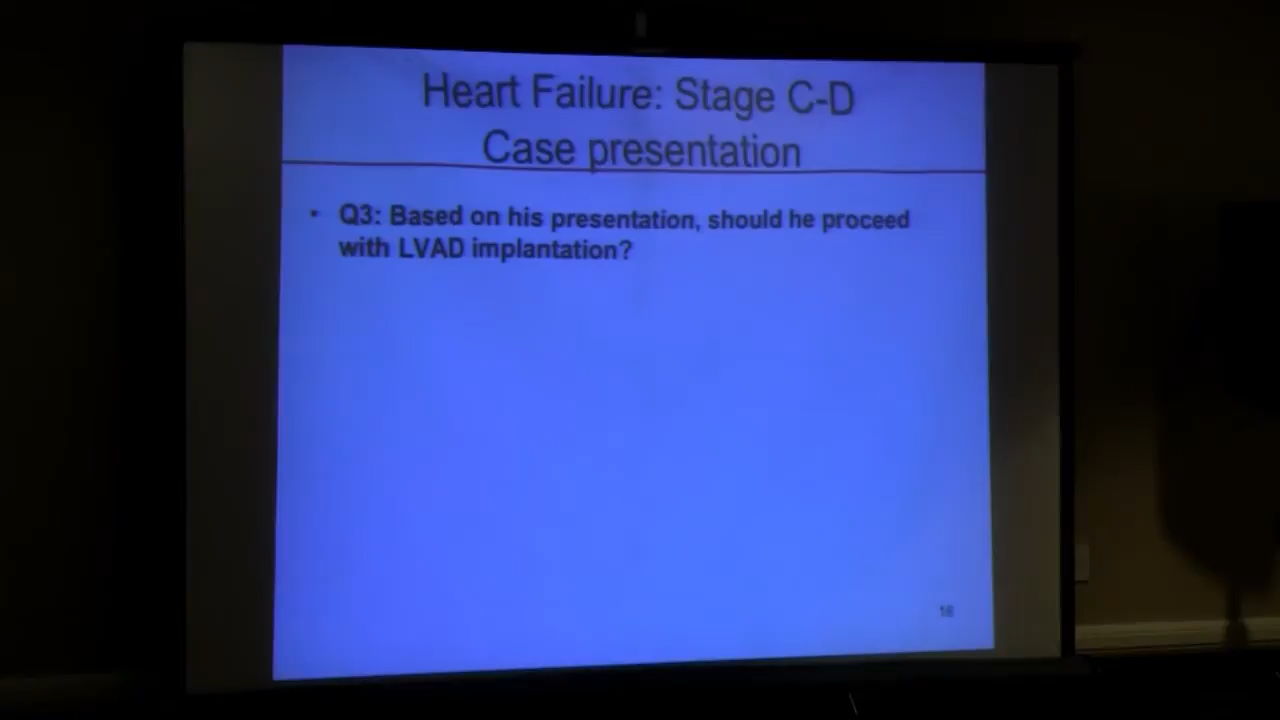 Heart Failure: Stage C-D
Case presentation
• Q3: Based on his presentation, should he proceed
with LVAD implantation?